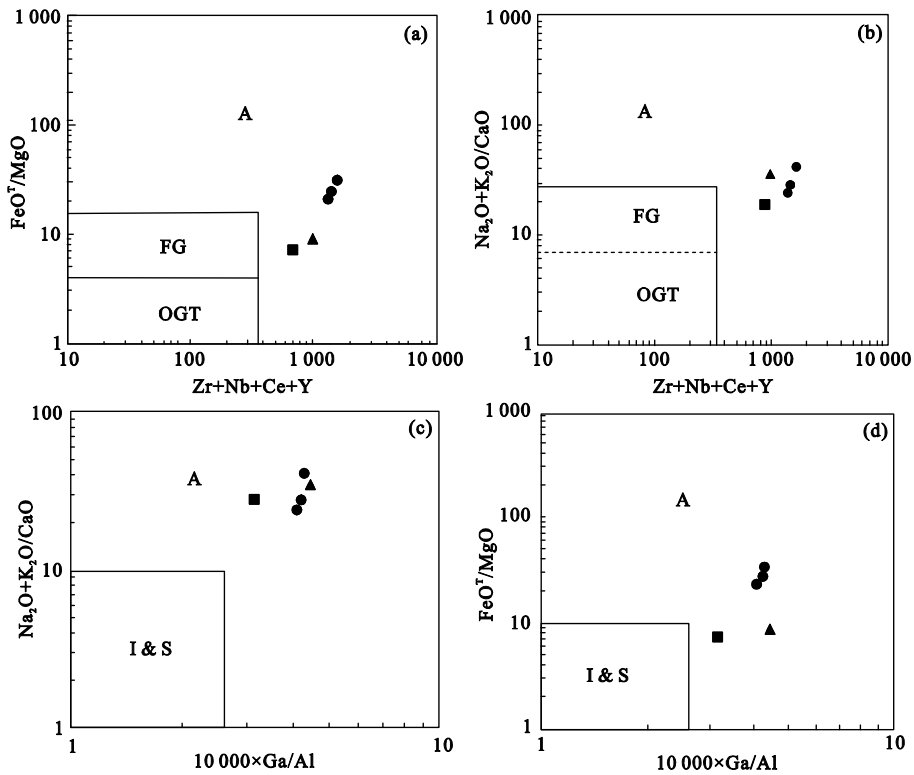 1 000
(a)
A
100
FeOᵀ/MgO
FG
10
OGT
1
10
100
1 000
10 000
Zr+Nb+Ce+Y
1 000
(b)
A
100
Na₂O+K₂O/CaO
FG
10
OGT
1
10
100
1 000
10 000
Zr+Nb+Ce+Y
100
(c)
A
Na₂O+K₂O/CaO
10
I & S
1
1
10
10 000×Ga/Al
1 000
(d)
A
100
FeOᵀ/MgO
10
I & S
1
1
10
10 000×Ga/Al